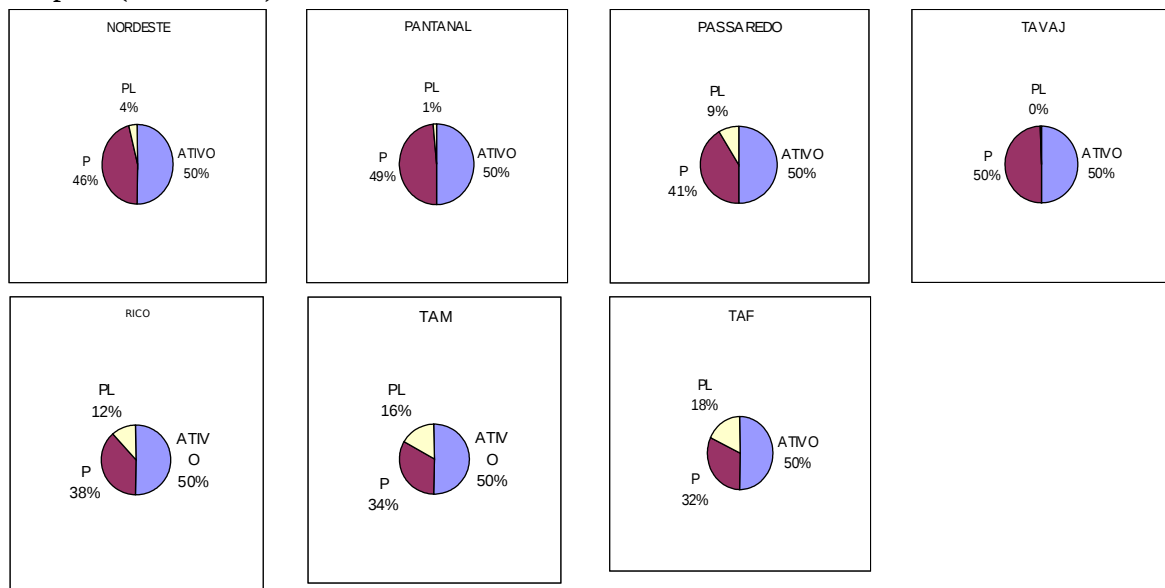 NORDESTE
PL
4%
P
46%
ATIVO
50%
PANTANAL
PL
1%
P
49%
ATIVO
50%
PASSAREDO
PL
9%
P
41%
ATIVO
50%
TAVAJ
PL
0%
P
50%
ATIVO
50%
RICO
PL
12%
P
38%
ATIV
O
50%
TAM
PL
16%
P
34%
ATIV
O
50%
TAF
PL
18%
P
32%
ATIVO
50%